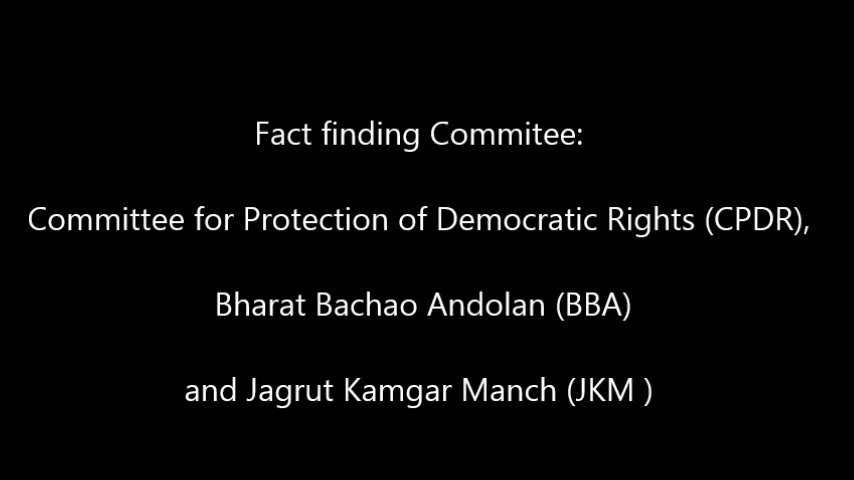 Fact finding Commitee:
Committee for Protection of Democratic Rights (CPDR),
Bharat Bachao Andolan (BBA)
and Jagrut Kamgar Manch (JKM )